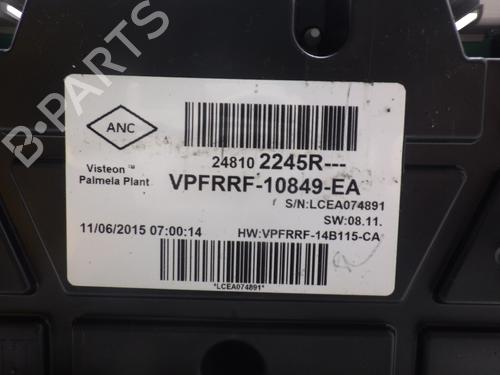 ANC
24810 2245R---
Visteon™
Palmela Plant
VPFRRF-10849-EA
S/N:LCEA074891
SW:08.11.
11/06/2015 07:00:14
HW:VPFRRF-14B115-CA
*LCEA074891*
B-PARTS